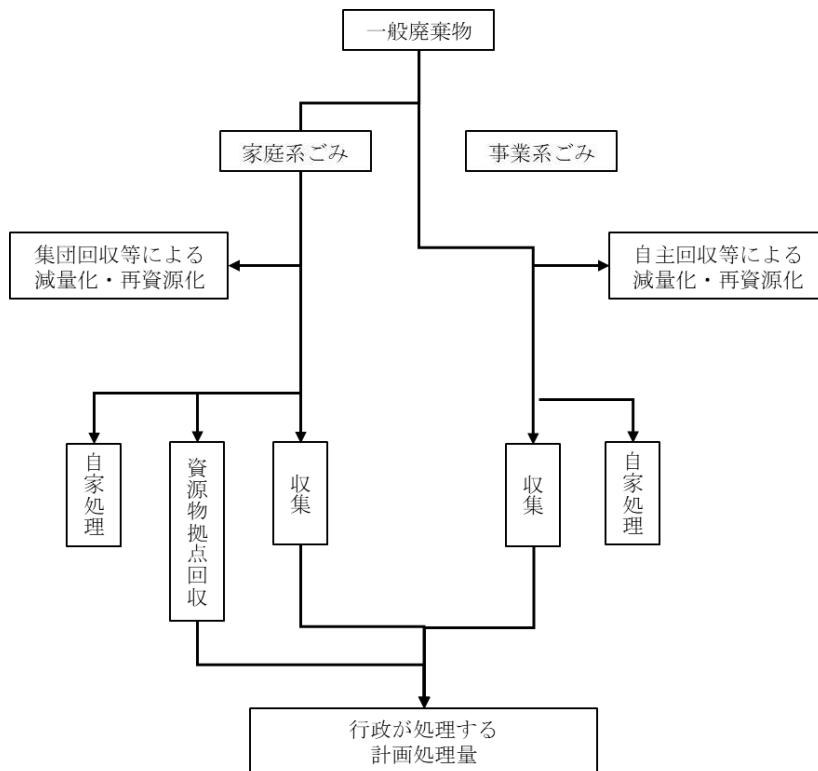 一般廃棄物
家庭系ごみ
事業系ごみ
集団回収等による
減量化・再資源化
自主回収等による
減量化・再資源化
自家処理
資源物拠点回収
収集
収集
自家処理
行政が処理する
計画処理量